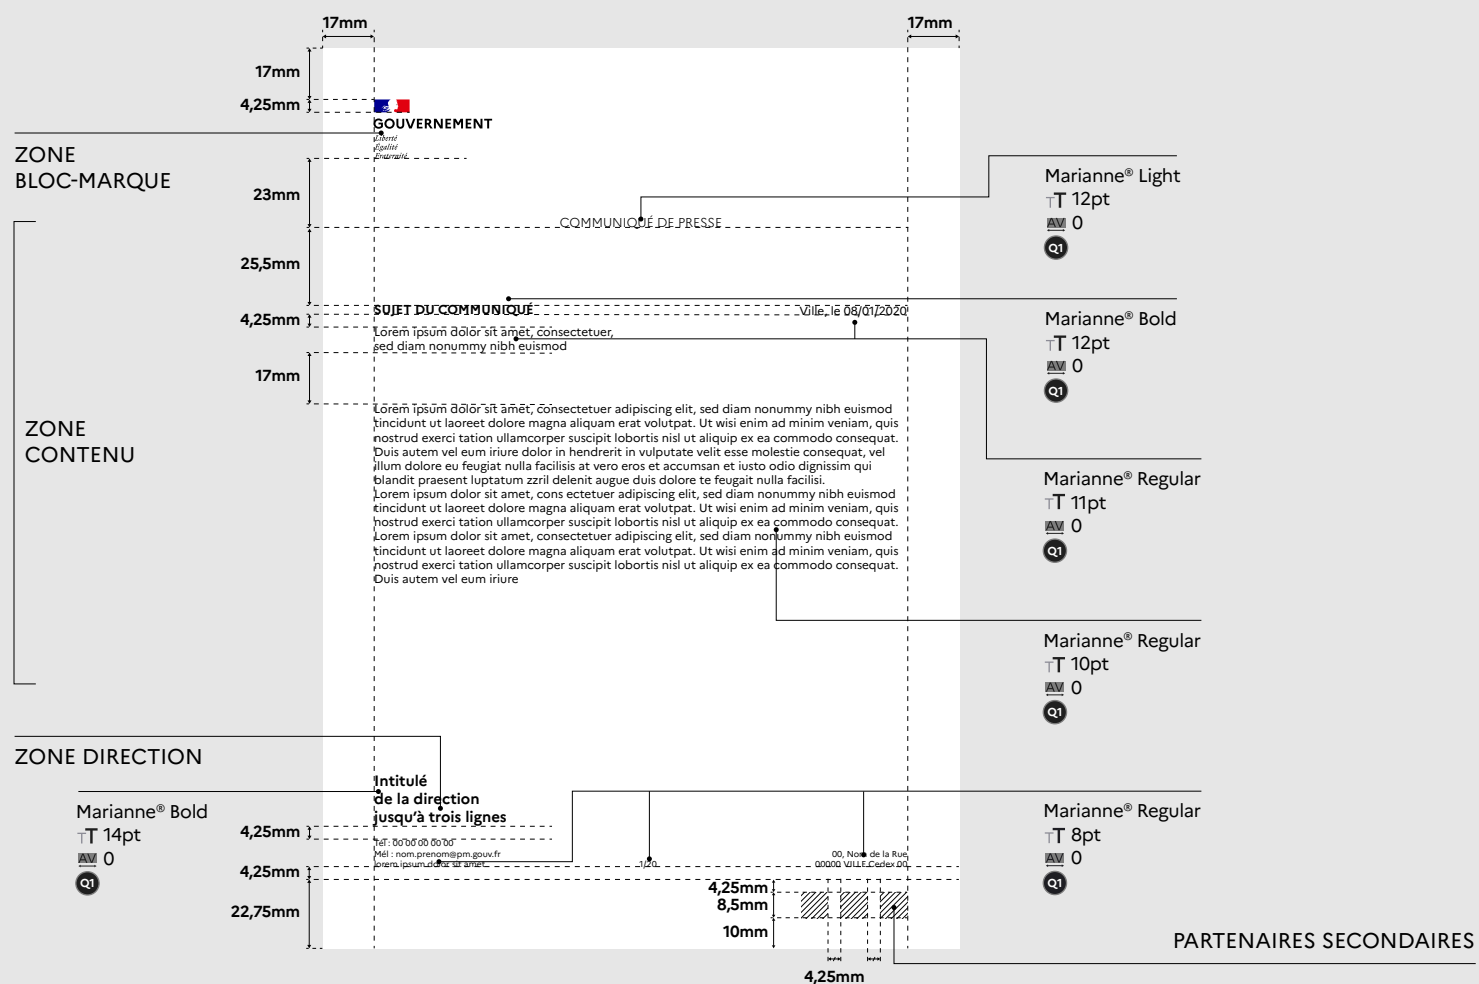 17mm
17mm
17mm
4,25mm
GOUVERNEMENT
Liberté
Égalité
Fraternité
ZONE
BLOC-MARQUE
23mm
COMMUNIQUÉ DE PRESSE
Marianne® Light
TT 12pt
AV 0
Q1
25,5mm
SUJET DU COMMUNIQUÉ
Ville, le 08/01/2020
4,25mm
Lorem ipsum dolor sit amet, consectetuer,
sed diam nonummy nibh euismod
Marianne® Bold
TT 12pt
AV 0
Q1
17mm
ZONE
CONTENU
Lorem ipsum dolor sit amet, consectetuer adipiscing elit, sed diam nonummy nibh euismod
tincidunt ut laoreet dolore magna aliquam erat volutpat. Ut wisi enim ad minim veniam, quis
nostrud exerci tation ullamcorper suscipit lobortis nisl ut aliquip ex ea commodo consequat.
Duis autem vel eum iriure dolor in hendrerit in vulputate velit esse molestie consequat, vel
illum dolore eu feugiat nulla facilisis at vero eros et accumsan et iusto odio dignissim qui
blandit praesent luptatum zzril delenit augue duis dolore te feugait nulla facilisi.
Lorem ipsum dolor sit amet, cons ectetuer adipiscing elit, sed diam nonummy nibh euismod
tincidunt ut laoreet dolore magna aliquam erat volutpat. Ut wisi enim ad minim veniam, quis
nostrud exerci tation ullamcorper suscipit lobortis nisl ut aliquip ex ea commodo consequat.
Lorem ipsum dolor sit amet, consectetuer adipiscing elit, sed diam nonummy nibh euismod
tincidunt ut laoreet dolore magna aliquam erat volutpat. Ut wisi enim ad minim veniam, quis
nostrud exerci tation ullamcorper suscipit lobortis nisl ut aliquip ex ea commodo consequat.
Duis autem vel eum iriure
Marianne® Regular
TT 11pt
AV 0
Q1
Marianne® Regular
TT 10pt
AV 0
Q1
ZONE DIRECTION
Marianne® Bold
TT 14pt
AV 0
Q1
Intitulé
de la direction
jusqu'à trois lignes
4,25mm
Tél : 00 00 00 00 00
Mél : nom.prenom@pm.gouv.fr
lorem ipsum dolor sit amet
1/20
00, Nom de la Rue
00000 VILLE Cedex 00
Marianne® Regular
TT 8pt
AV 0
Q1
4,25mm
22,75mm
4,25mm
8,5mm
10mm
4,25mm
PARTENAIRES SECONDAIRES